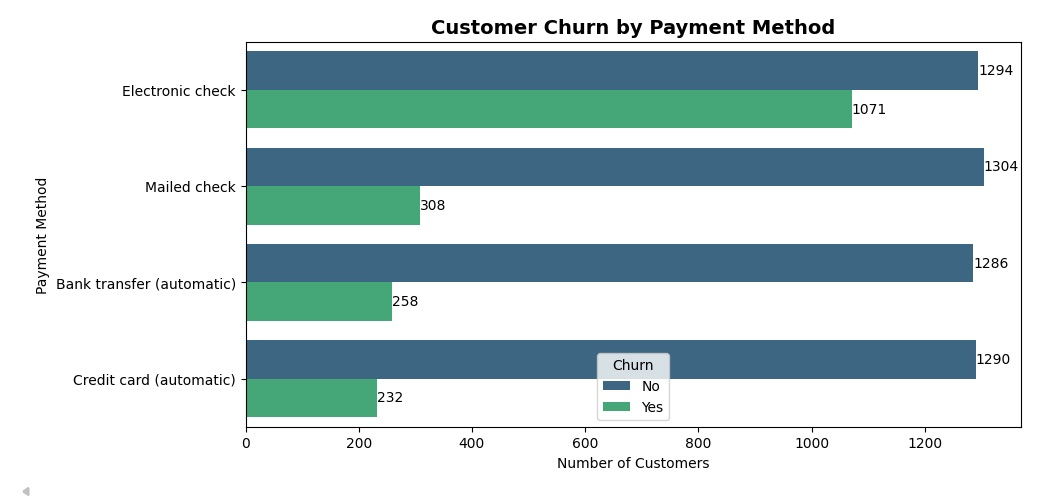 Customer Churn by Payment Method
Payment Method
Electronic check
1294
1071
Mailed check
1304
308
Bank transfer (automatic)
1286
258
Credit card (automatic)
1290
232
Churn
No
Yes
0 200 400 600 800 1000 1200
Number of Customers